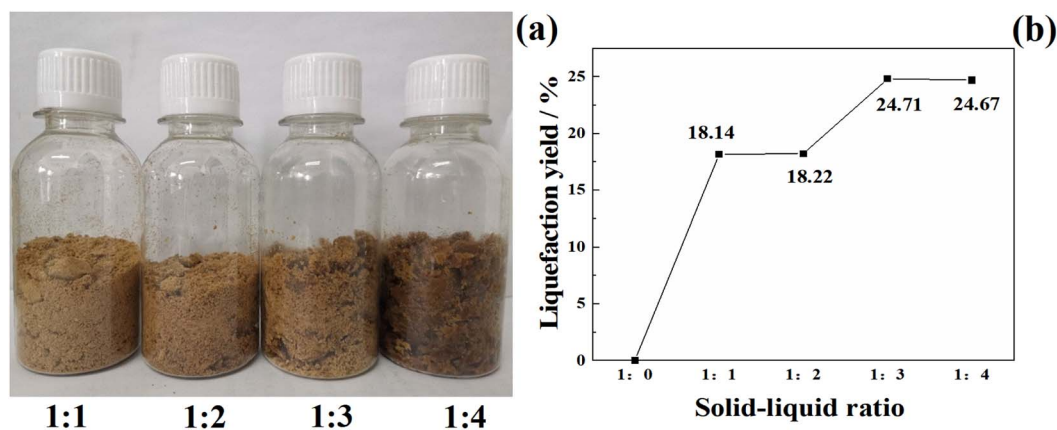 (a)
1:1 1:2 1:3 1:4
(b)
Liquefaction yield / %
25
20
15
10
5
0
18.14
18.22
24.71
24.67
1: 0 1: 1 1: 2 1: 3 1: 4
Solid-liquid ratio